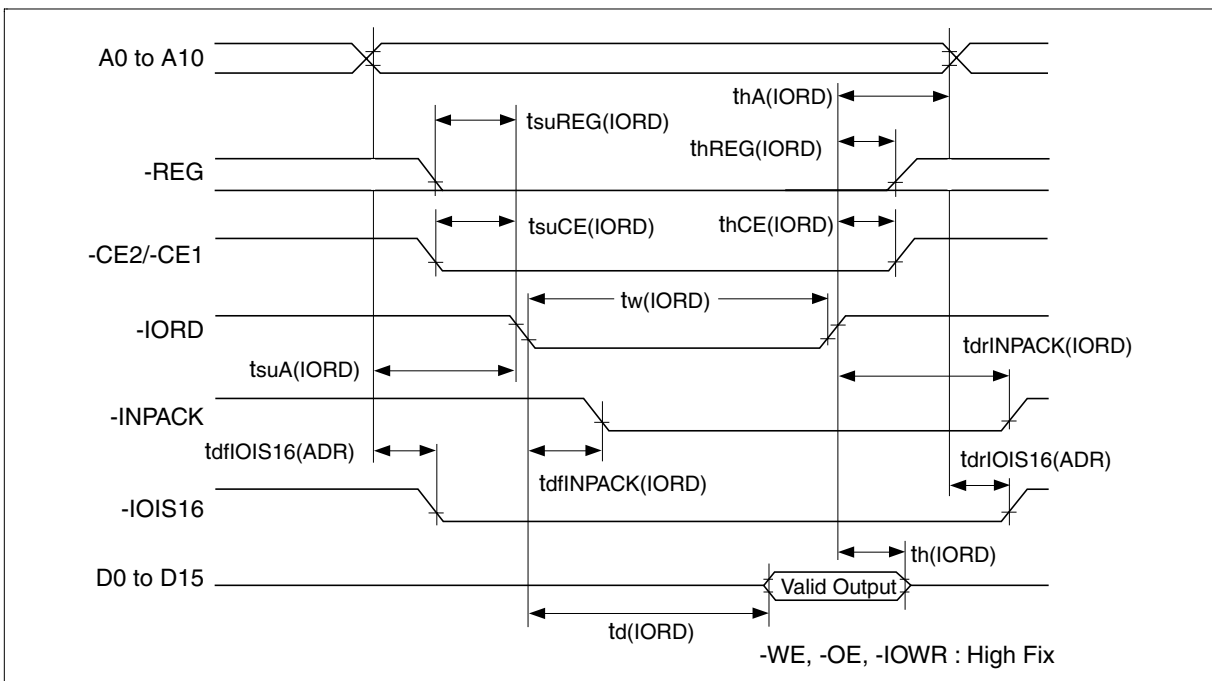 A0 to A10
thA(IORD)
tsuREG(IORD)
thREG(IORD)
-REG
tsuCE(IORD)
thCE(IORD)
-CE2/-CE1
tw(IORD)
-IORD
tdrINPACK(IORD)
tsuA(IORD)
-INPACK
tdfIOIS16(ADR)
tdrIOIS16(ADR)
tdfINPACK(IORD)
-IOIS16
th(IORD)
D0 to D15
Valid Output
td(IORD)
-WE, -OE, -IOWR : High Fix